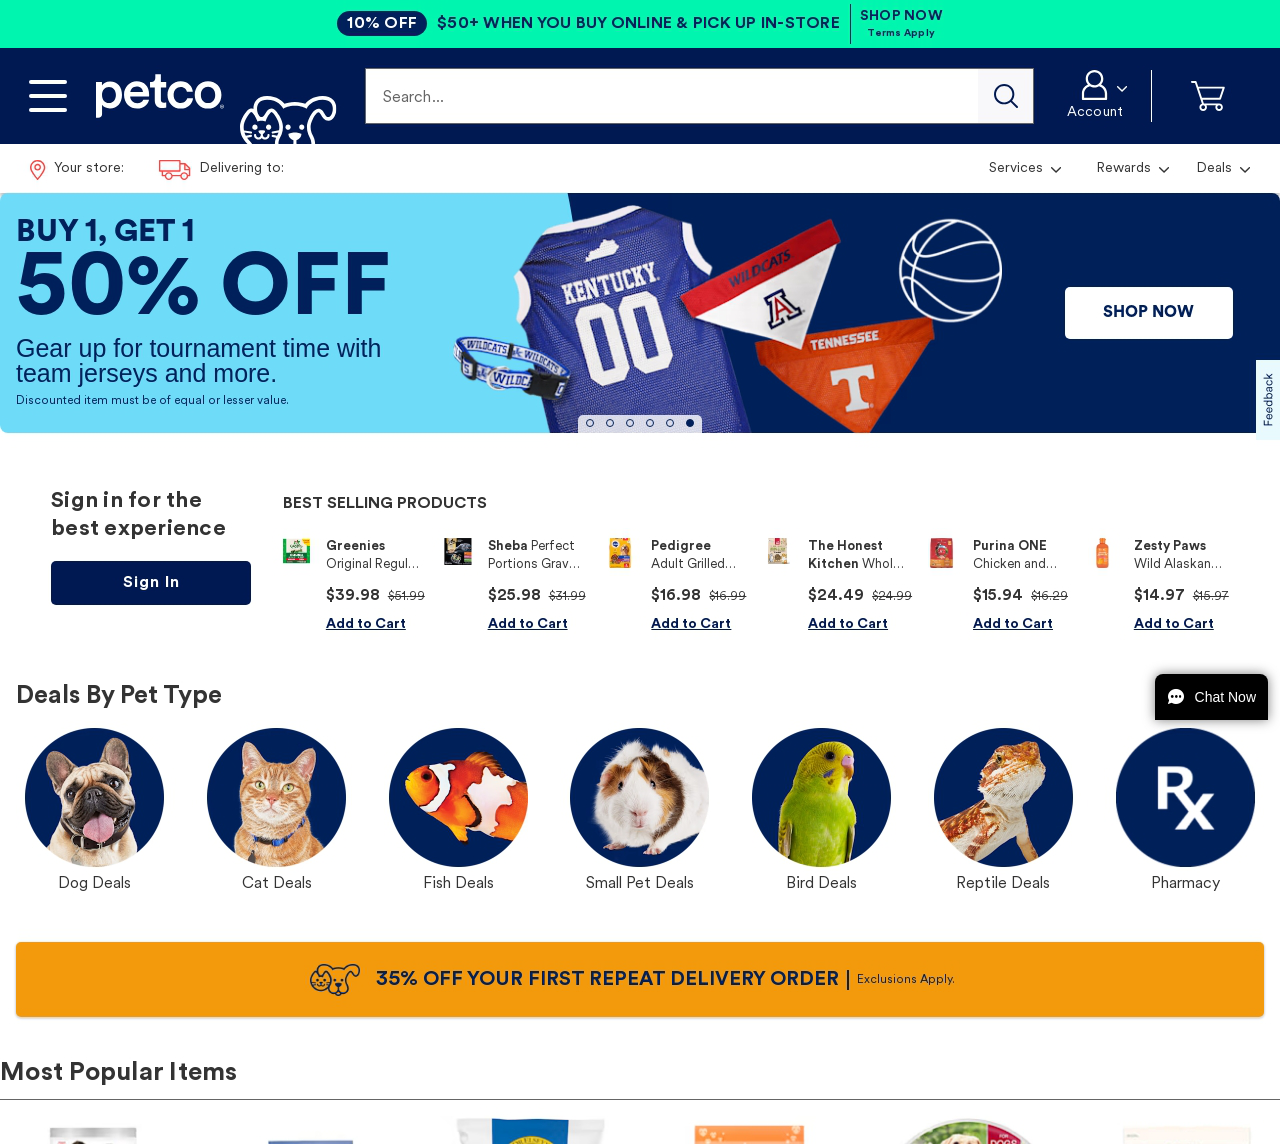 10% OFF $50+ WHEN YOU BUY ONLINE & PICK UP IN-STORE SHOP NOW
Terms Apply
petco
Search...
Account
Your store:
Delivering to:
Services
Rewards
Deals
BUY 1, GET 1
50% OFF
Gear up for tournament time with
team jerseys and more.
Discounted item must be of equal or lesser value.
KENTUCKY
00
WILDCATS
A
TENNESSEE
T
WILDCATS
SHOP NOW
Feedback
Sign in for the
best experience
Sign In
BEST SELLING PRODUCTS
Greenies
Original Regul...
$39.98 $51.99
Add to Cart
Sheba Perfect
Portions Grav...
$25.98 $31.99
Add to Cart
Pedigree
Adult Grilled...
$16.98 $16.99
Add to Cart
The Honest
Kitchen Whol...
$24.49 $24.99
Add to Cart
Purina ONE
Chicken and...
$15.94 $16.29
Add to Cart
Zesty Paws
Wild Alaskan...
$14.97 $15.97
Add to Cart
Deals By Pet Type
Chat Now
Rx
Dog Deals
Cat Deals
Fish Deals
Small Pet Deals
Bird Deals
Reptile Deals
Pharmacy
35% OFF YOUR FIRST REPEAT DELIVERY ORDER | Exclusions Apply.
Most Popular Items
FOR
DOGS